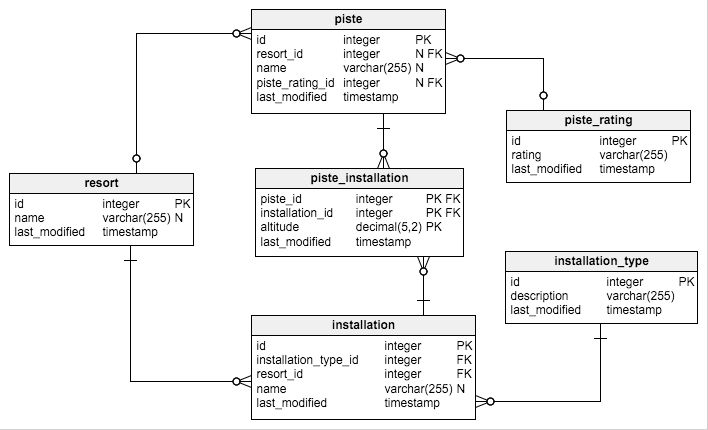 piste
id integer PK
resort_id integer N FK
name varchar(255) N
piste_rating_id integer N FK
last_modified timestamp
piste_rating
id integer PK
rating varchar(255)
last_modified timestamp
resort
id integer PK
name varchar(255) N
last_modified timestamp
piste_installation
piste_id integer PK FK
installation_id integer PK FK
altitude decimal(5,2) PK
last_modified timestamp
installation_type
id integer PK
description varchar(255)
last_modified timestamp
installation
id integer PK
installation_type_id integer FK
resort_id integer FK
name varchar(255) N
last_modified timestamp